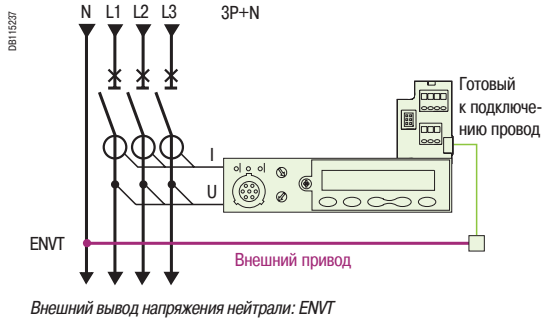 DB115237
N L1 L2 L3 3P+N
Готовый
к подключе-
нию провод
I
U
ENVT
Внешний привод
Внешний вывод напряжения нейтрали: ENVT